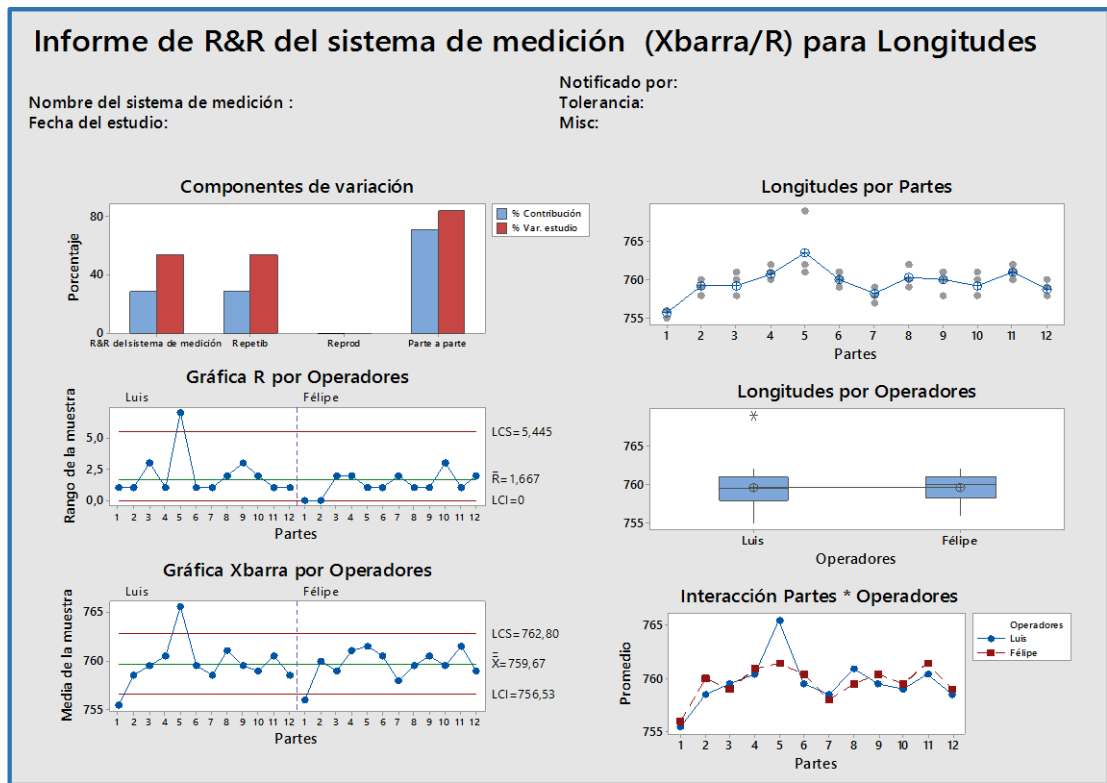 Informe de R&R del sistema de medición (Xbarra/R) para Longitudes
Nombre del sistema de medición :
Fecha del estudio:
Notificado por:
Tolerancia:
Misc:
Componentes de variación
Porcentaje
80
40
0
R&R del sistema de medición Repetib Reprod Parte a parte
% Contribución
% Var. estudio
Gráfica R por Operadores
Luis Félipe
Rango de la muestra
5,0
2,5
0,0
LCS=5,445
R̄=1,667
LCI=0
1 2 3 4 5 6 7 8 9 10 11 12 1 2 3 4 5 6 7 8 9 10 11 12
Partes
Gráfica Xbarra por Operadores
Luis Félipe
Media de la muestra
765
760
755
LCS=762,80
X̿=759,67
LCI=756,53
1 2 3 4 5 6 7 8 9 10 11 12 1 2 3 4 5 6 7 8 9 10 11 12
Partes
Longitudes por Partes
765
760
755
1 2 3 4 5 6 7 8 9 10 11 12
Partes
Longitudes por Operadores
765
760
755
Luis Félipe
Operadores
Interacción Partes * Operadores
Promedio
765
760
755
1 2 3 4 5 6 7 8 9 10 11 12
Partes
Operadores
Luis
Félipe